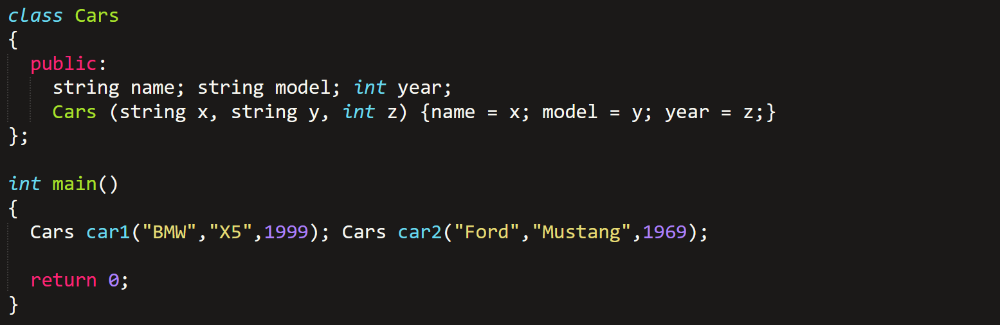 class Cars
{
public:
string name; string model; int year;
Cars (string x, string y, int z) {name = x; model = y; year = z;}
};
int main()
{
Cars car1("BMW","X5",1999); Cars car2("Ford","Mustang",1969);
return 0;
}